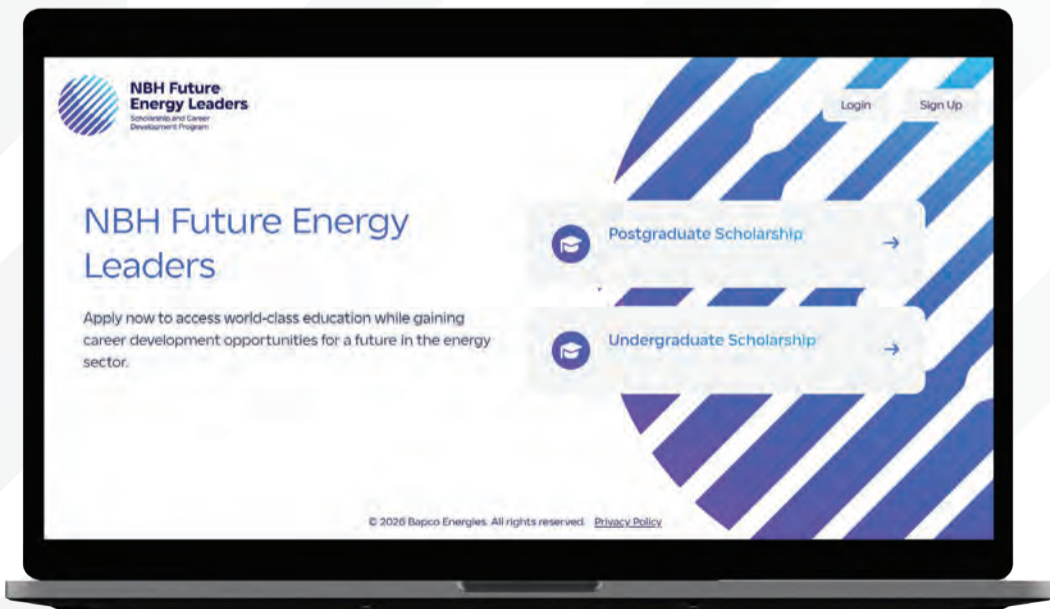 NBH Future
Energy Leaders
Scholarship and Career
Development Program
Login
Sign Up
NBH Future Energy
Leaders
Apply now to access world-class education while gaining
career development opportunities for a future in the energy
sector.
Postgraduate Scholarship
Undergraduate Scholarship
© 2026 Bapco Energies. All rights reserved.
Privacy Policy